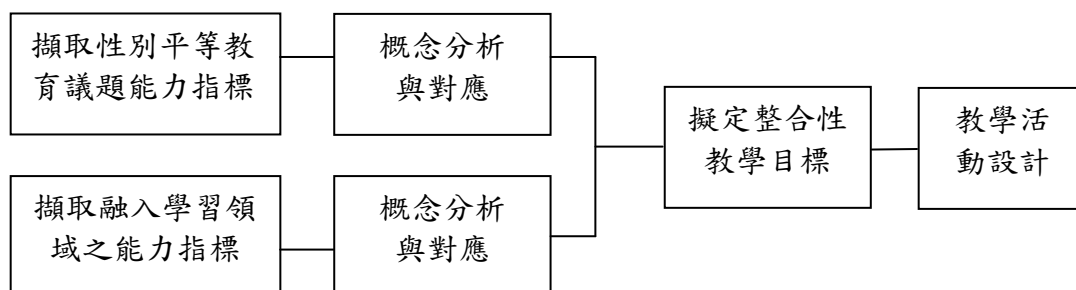 擷取性別平等教
育議題能力指標
概念分析
與對應
擷取融入學習領
域之能力指標
概念分析
與對應
擬定整合性
教學目標
教學活
動設計